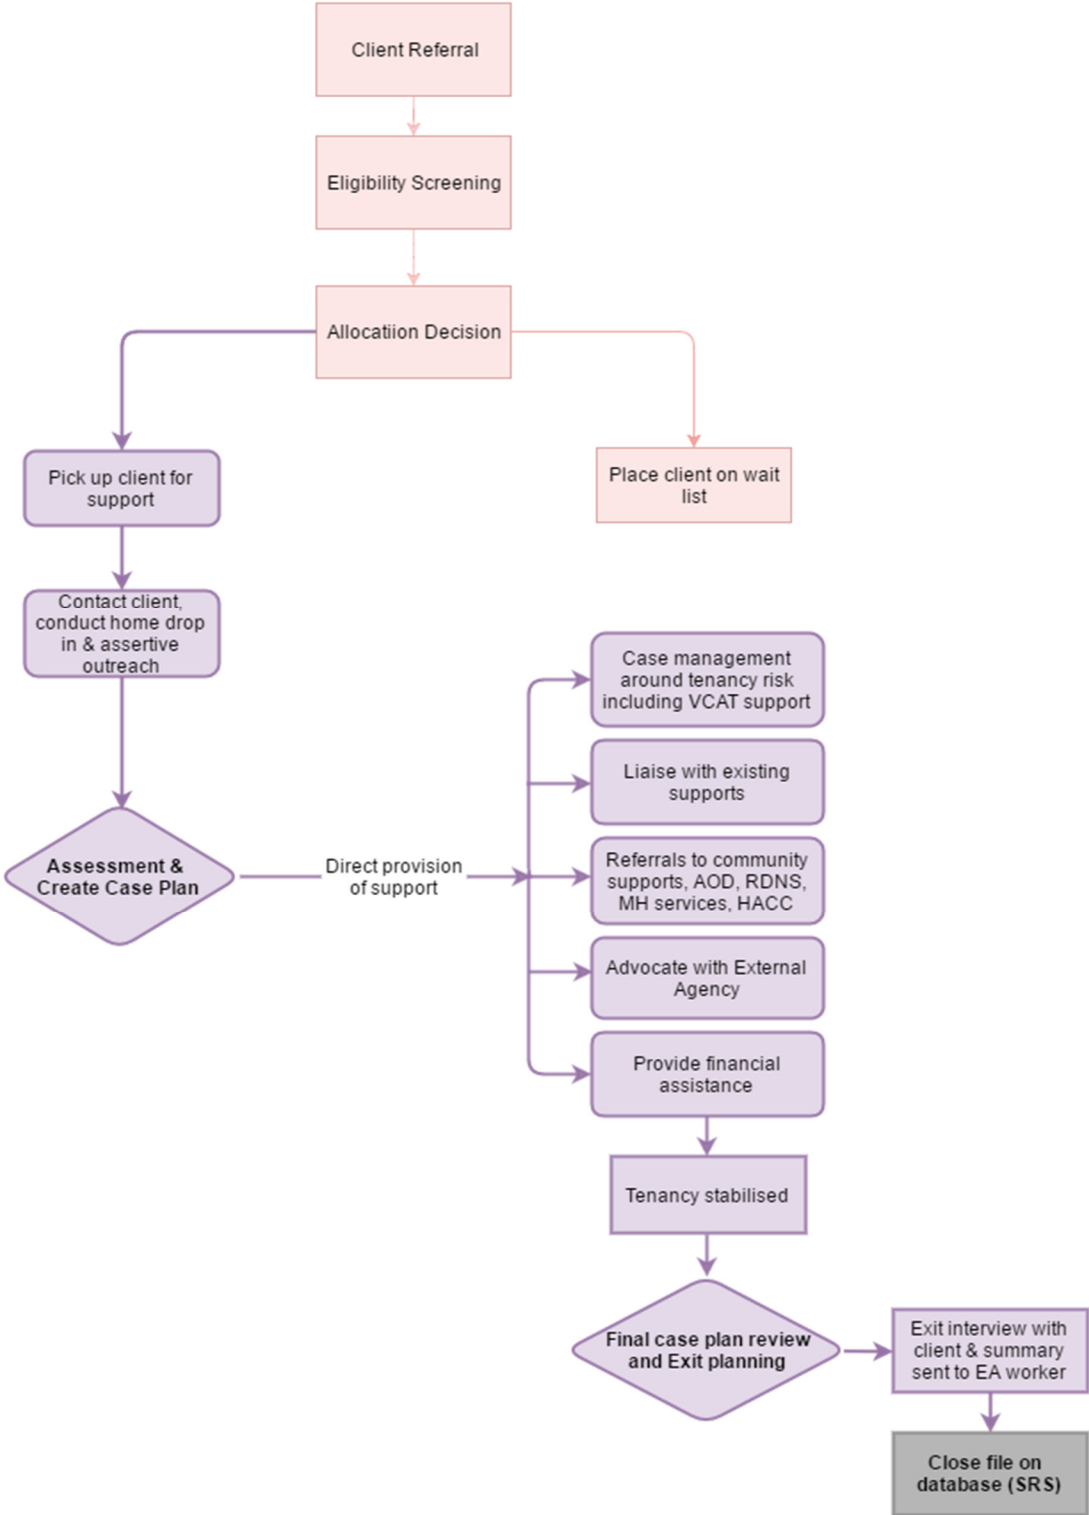 Client Referral
Eligibility Screening
Allocatiion Decision
Pick up client for
support
Place client on wait
list
Contact client,
conduct home drop
in & assertive
outreach
Case management
around tenancy risk
including VCAT support
Liaise with existing
supports
Assessment &
Create Case Plan
Direct provision
of support
Referrals to community
supports, AOD, RDNS,
MH services, HACC
Advocate with External
Agency
Provide financial
assistance
Tenancy stabilised
Final case plan review
and Exit planning
Exit interview with
client & summary
sent to EA worker
Close file on
database (SRS)